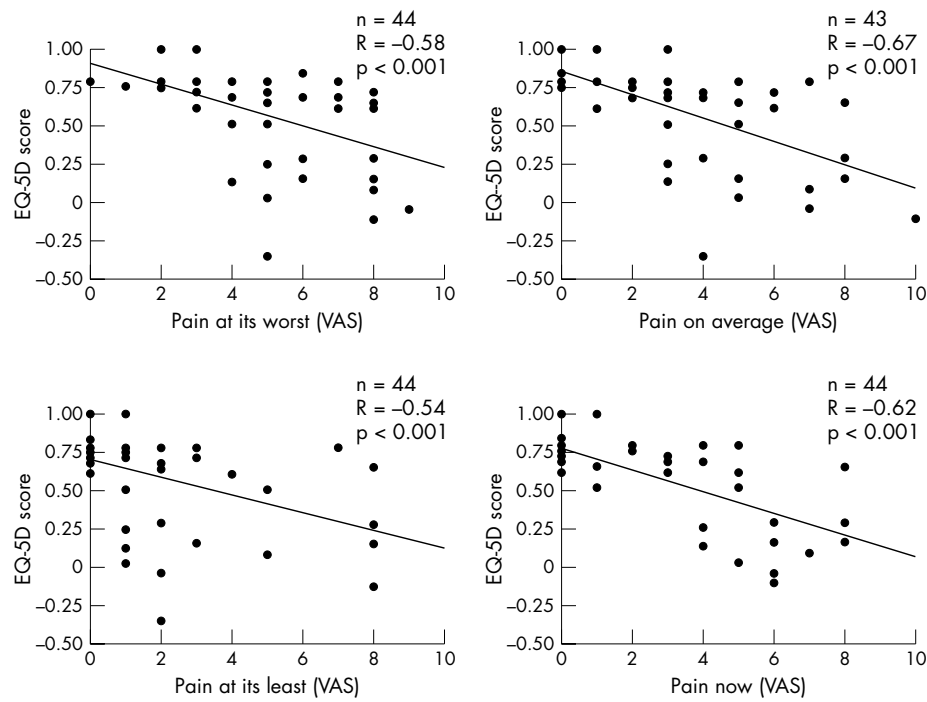 n = 44
R = –0.58
p < 0.001
1.00
0.75
0.50
0.25
0
–0.25
–0.50
EQ-5D score
0 2 4 6 8 10
Pain at its worst (VAS)
n = 43
R = –0.67
p < 0.001
1.00
0.75
0.50
0.25
0
–0.25
–0.50
EQ--5D score
0 2 4 6 8 10
Pain on average (VAS)
n = 44
R = –0.54
p < 0.001
1.00
0.75
0.50
0.25
0
–0.25
–0.50
EQ-5D score
0 2 4 6 8 10
Pain at its least (VAS)
n = 44
R = –0.62
p < 0.001
1.00
0.75
0.50
0.25
0
–0.25
–0.50
EQ-5D score
0 2 4 6 8 10
Pain now (VAS)